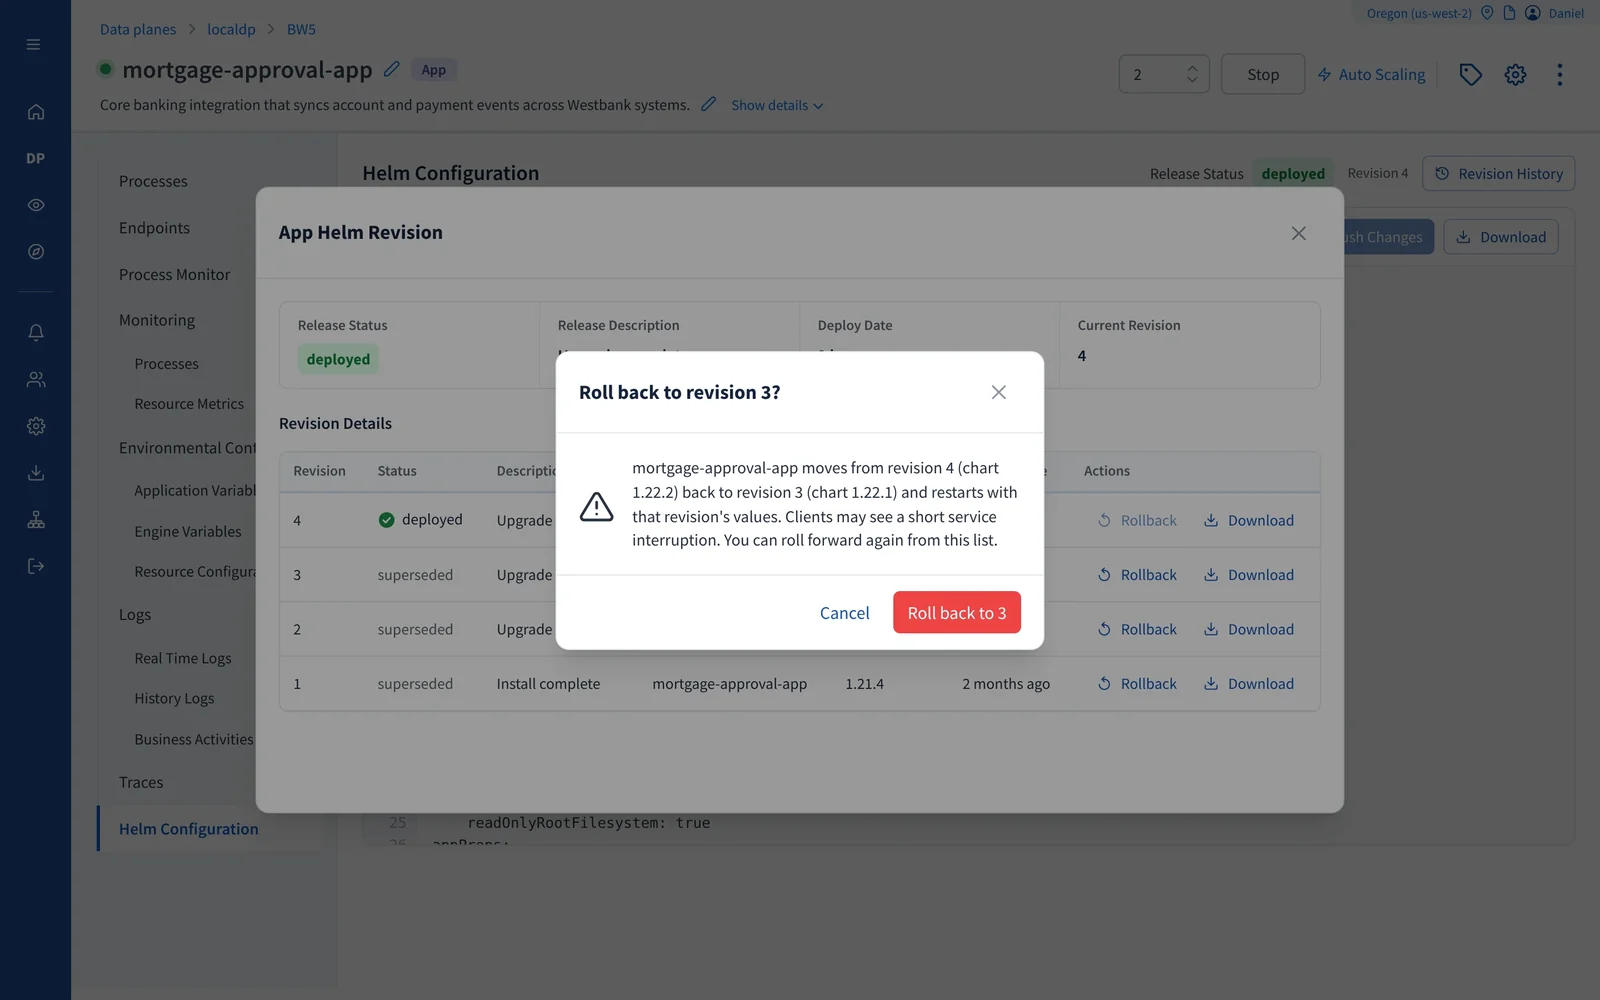 Oregon (us-west-2)
Daniel
Data planes
localdp
BW5
mortgage-approval-app
App
2
Stop
Auto Scaling
Core banking integration that syncs account and payment events across Westbank systems.
Show details
DP
Processes
Endpoints
Process Monitor
Monitoring
Processes
Resource Metrics
Application Variabl
Engine Variables
Resource Configura
Logs
Real Time Logs
History Logs
Business Activities
Traces
Helm Configuration
Helm Configuration
Release Status
deployed
Revision 4
Revision History
Changes
Download
25
readOnlyRootFilesystem: true
App Helm Revision
Release Status
deployed
Release Description
Deploy Date
Current Revision
4
Revision Details
Revision
Status
Actions
4
deployed
Upgrade
Rollback
Download
3
superseded
Upgrade
Rollback
Download
2
superseded
Upgrade
Rollback
Download
1
superseded
Install complete
mortgage-approval-app
1.21.4
2 months ago
Rollback
Download
Roll back to revision 3?
mortgage-approval-app moves from revision 4 (chart
1.22.2) back to revision 3 (chart 1.22.1) and restarts with
that revision's values. Clients may see a short service
interruption. You can roll forward again from this list.
Cancel
Roll back to 3